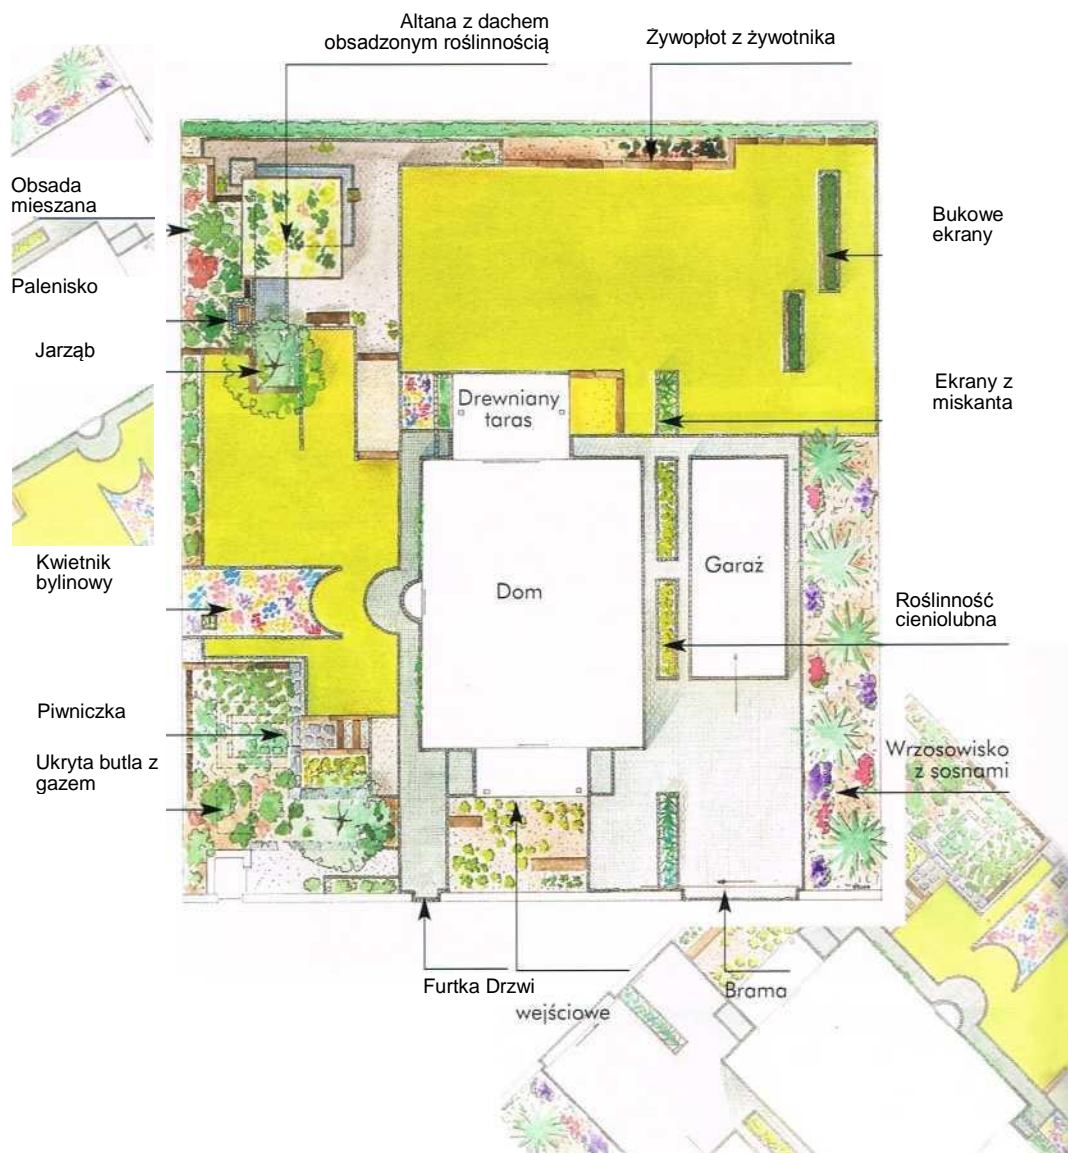 Altana z dachem
obsadzonym roślinnością
Żywopłot z żywotnika
Obsada
mieszana
Bukowe
ekrany
Palenisko
Jarząb
Ekrany z
miskanta
Drewniany
taras
Kwietnik
bylinowy
Dom
Garaż
Roślinność
cieniolubna
Piwniczka
Ukryta butla z
gazem
Wrzosowisko
z sosnami
Furtka Drzwi
wejściowe
Brama